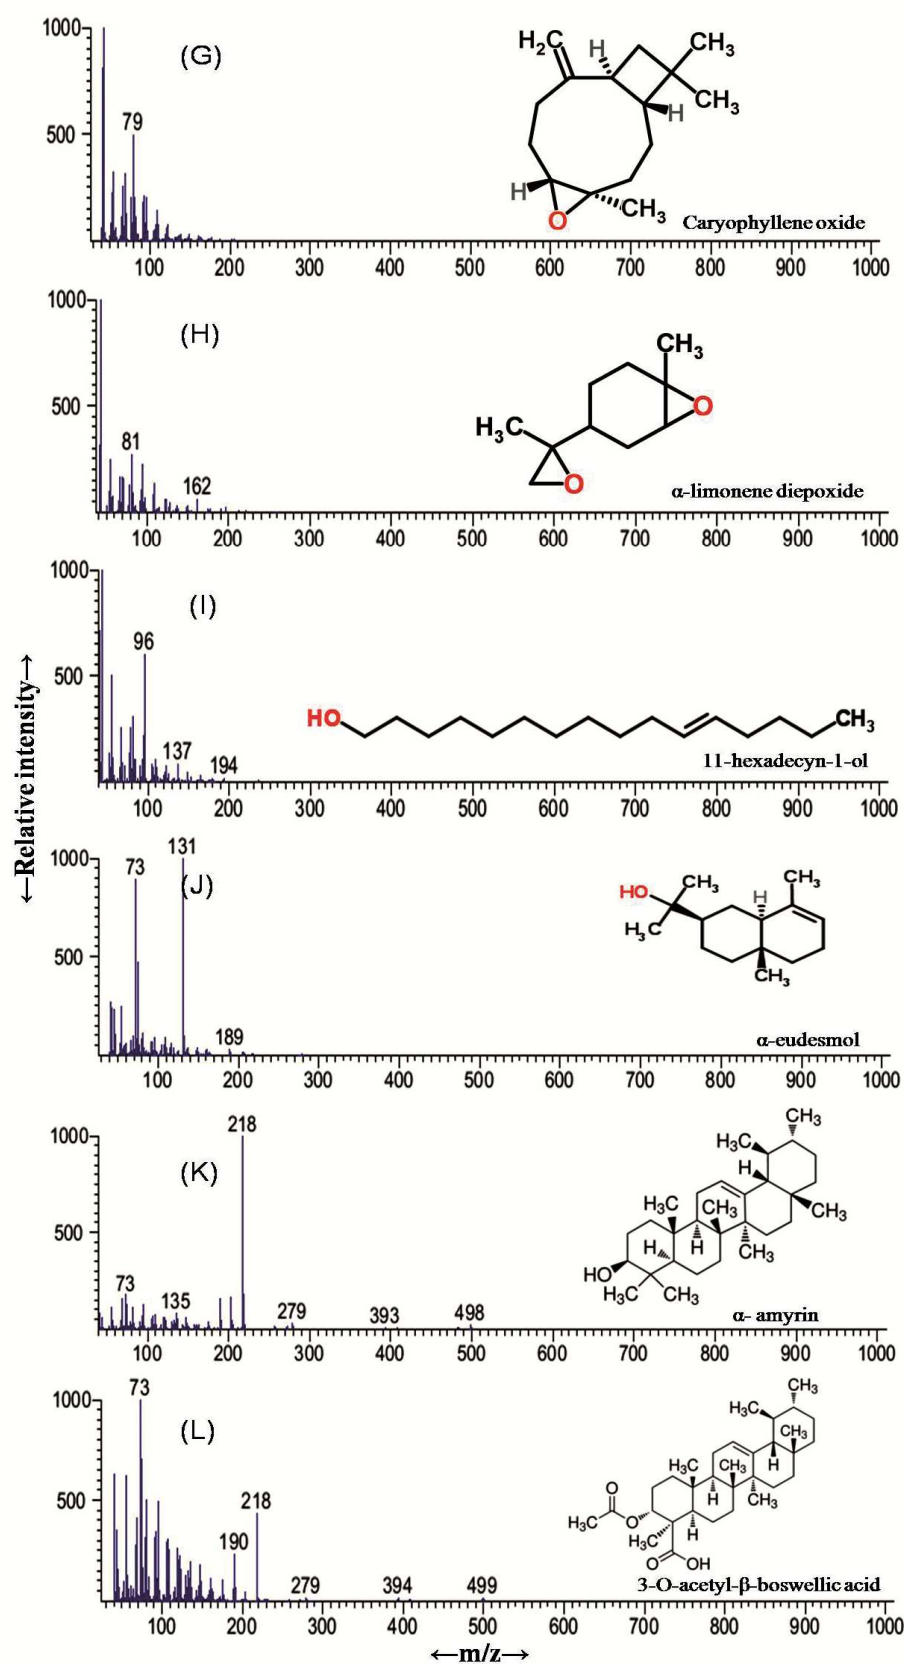 1000
(G)
H₂C
H
CH₃
79
500
CH₃
H
H
CH₃
O
Caryophyllene oxide
100 200 300 400 500 600 700 800 900 1000
1000
(H)
CH₃
500
O
81
H₃C
162
O
α-limonene diepoxide
100 200 300 400 500 600 700 800 900 1000
1000
(I)
96
500
HO
CH₃
137
194
11-hexadecyn-1-ol
100 200 300 400 500 600 700 800 900 1000
←Relative intensity→
1000
131
73
(J)
HO
CH₃
H
CH₃
H₃C
500
CH₃
189
α-eudesmol
100 200 300 400 500 600 700 800 900 1000
218
1000
(K)
CH₃
H₃C
H
500
H₃C
CH₃
CH₃
H
H
CH₃
HO
H₃C
CH₃
73
135
279
393
498
α- amyrin
100 200 300 400 500 600 700 800 900 1000
73
1000
(L)
CH₃
H₃C
CH₃
H₃C
CH₃
H
500
218
O
H
CH₃
H₃C
O
H
190
H₃C
O
OH
279
394
499
3-O-acetyl-β-boswellic acid
100 200 300 400 500 600 700 800 900 1000
←m/z→